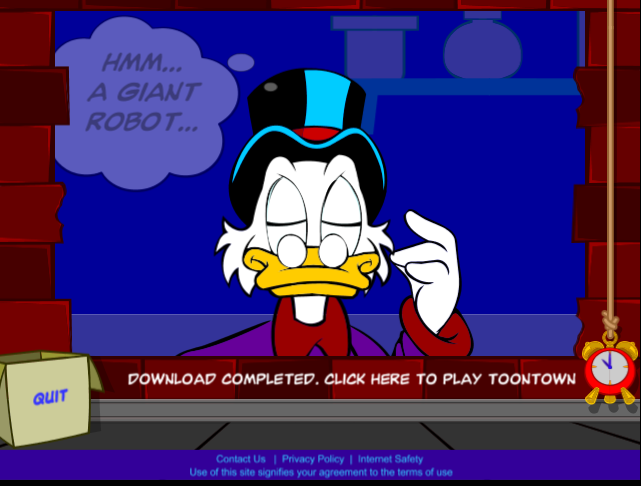 HMM...
A GIANT
ROBOT...
QUIT
DOWNLOAD COMPLETED. CLICK HERE TO PLAY TOONTOWN
Contact Us | Privacy Policy | Internet Safety
Use of this site signifies your agreement to the terms of use